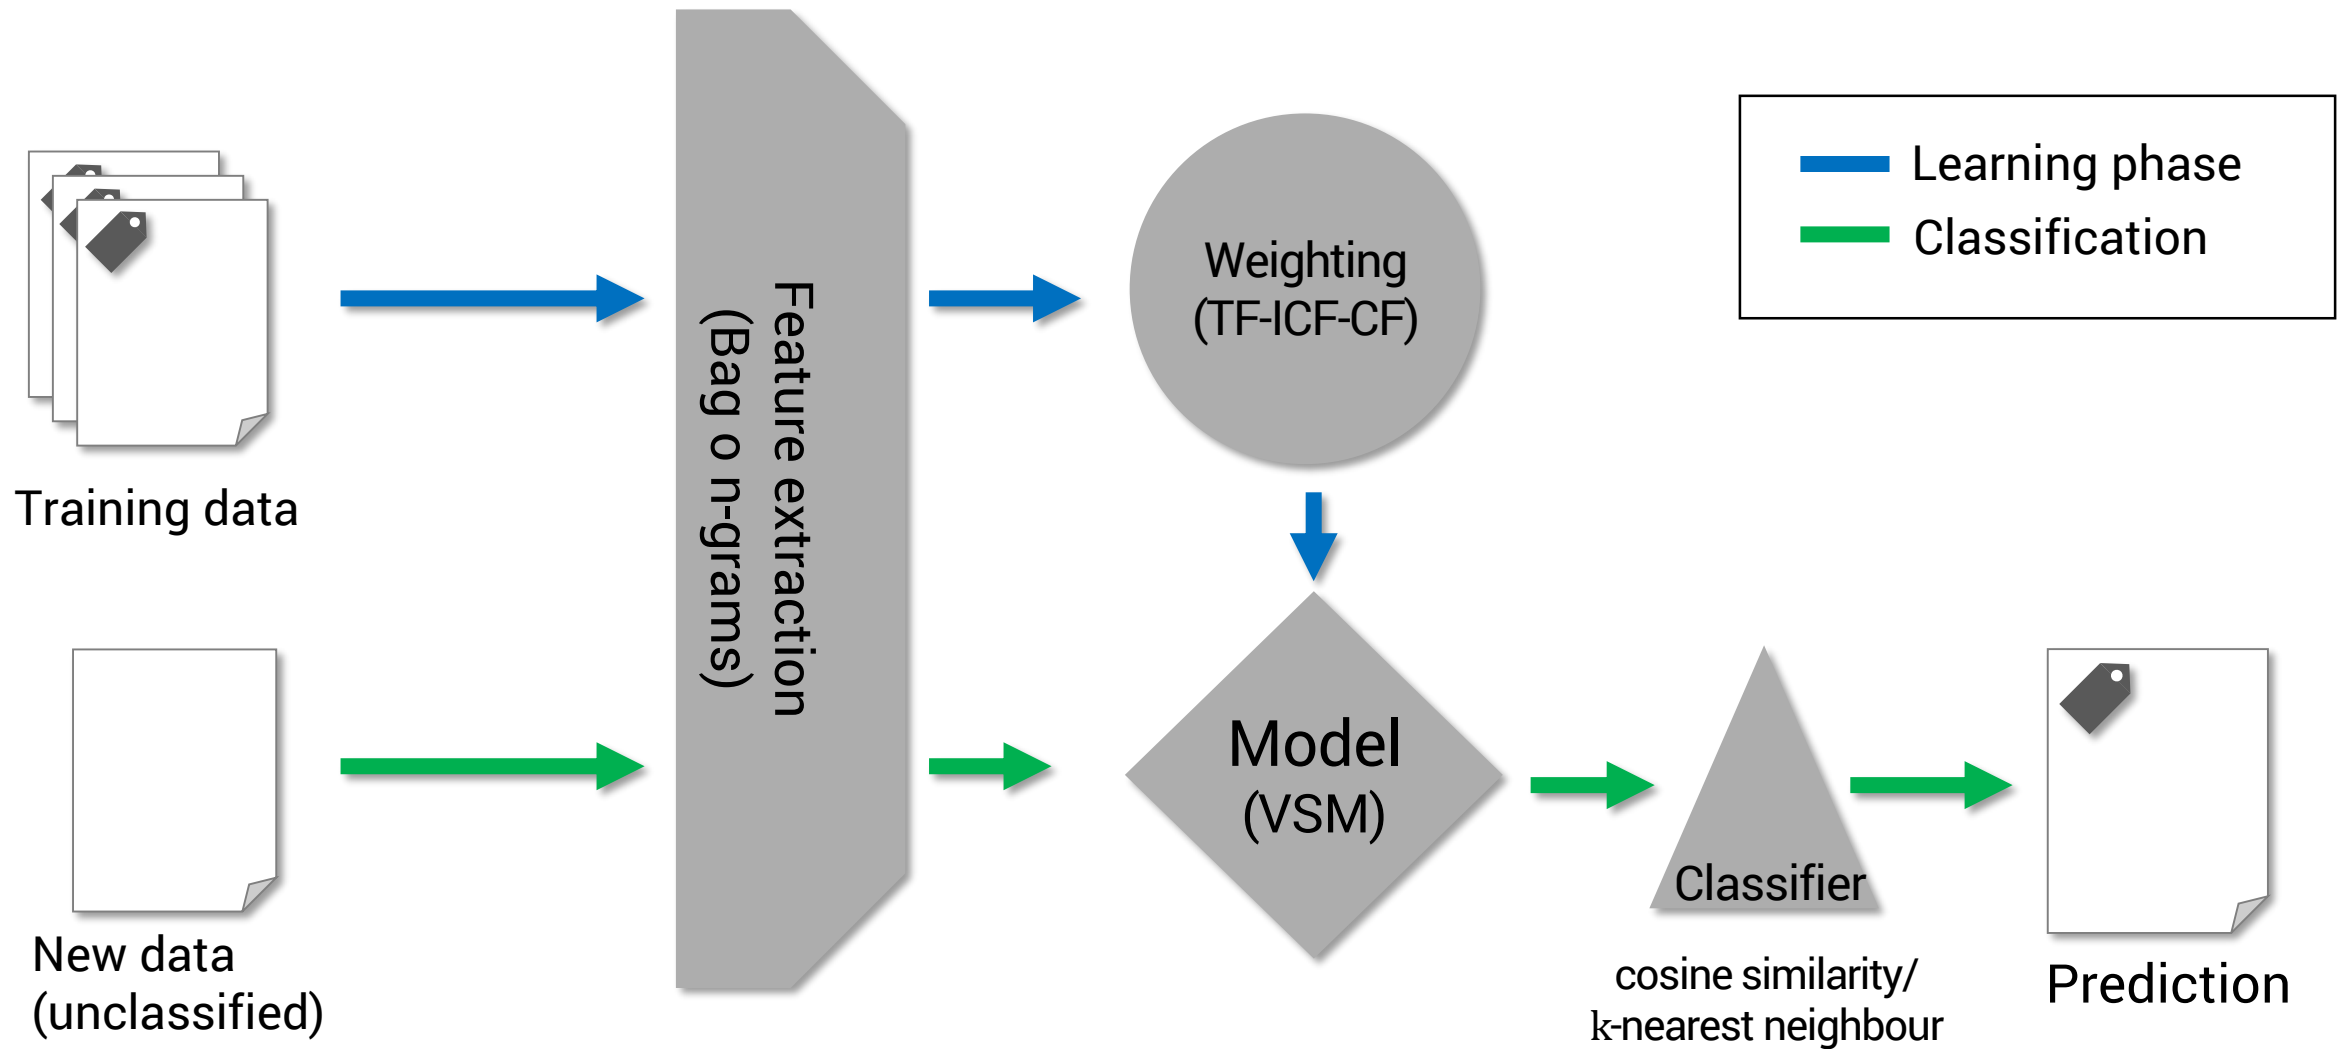 Training data
New data
(unclassified)
Feature extraction
(Bag o n-grams)
Weighting
(TF-ICF-CF)
Model
(VSM)
Classifier
cosine similarity/
k-nearest neighbour
Prediction
Learning phase
Classification